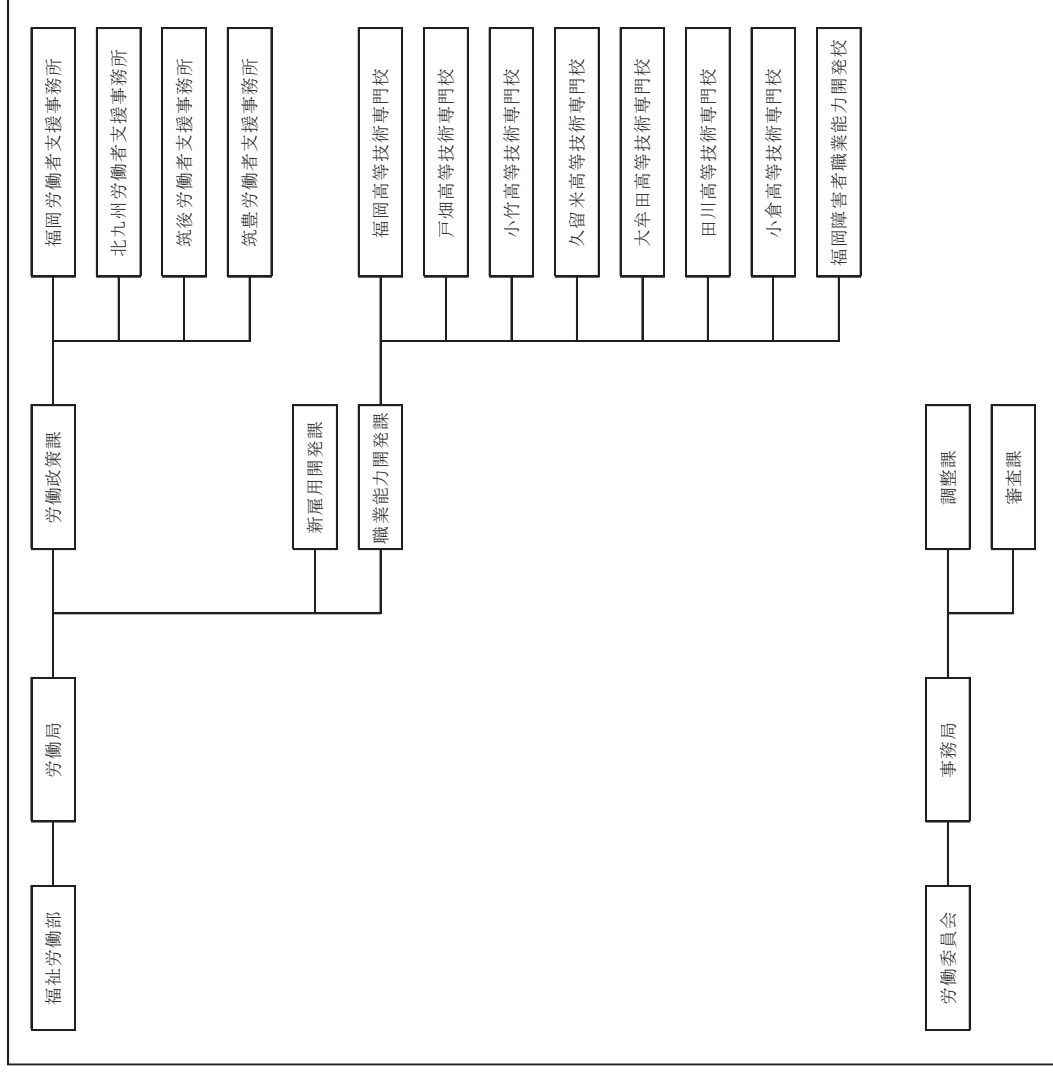 福祉労働部
労働局
労働政策課
福岡労働者支援事務所
北九州労働者支援事務所
筑後労働者支援事務所
筑豊労働者支援事務所
新雇用開発課
職業能力開発課
福岡高等技術専門校
戸畑高等技術専門校
小竹高等技術専門校
久留米高等技術専門校
大牟田高等技術専門校
田川高等技術専門校
小倉高等技術専門校
福岡障害者職業能力開発校
労働委員会
事務局
調整課
審査課